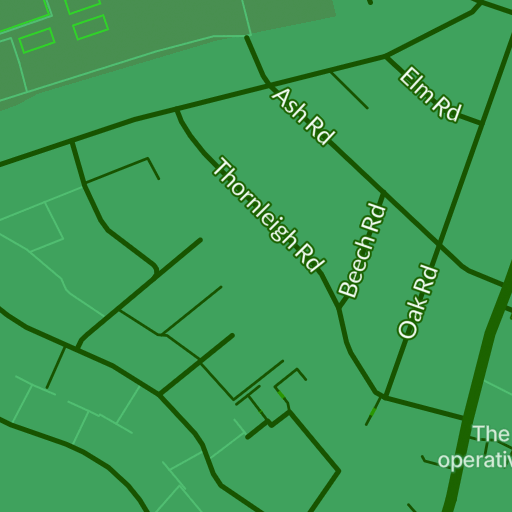 Elm Rd
Ash Rd
Thornleigh Rd
Beech Rd
Oak Rd
The
operativ